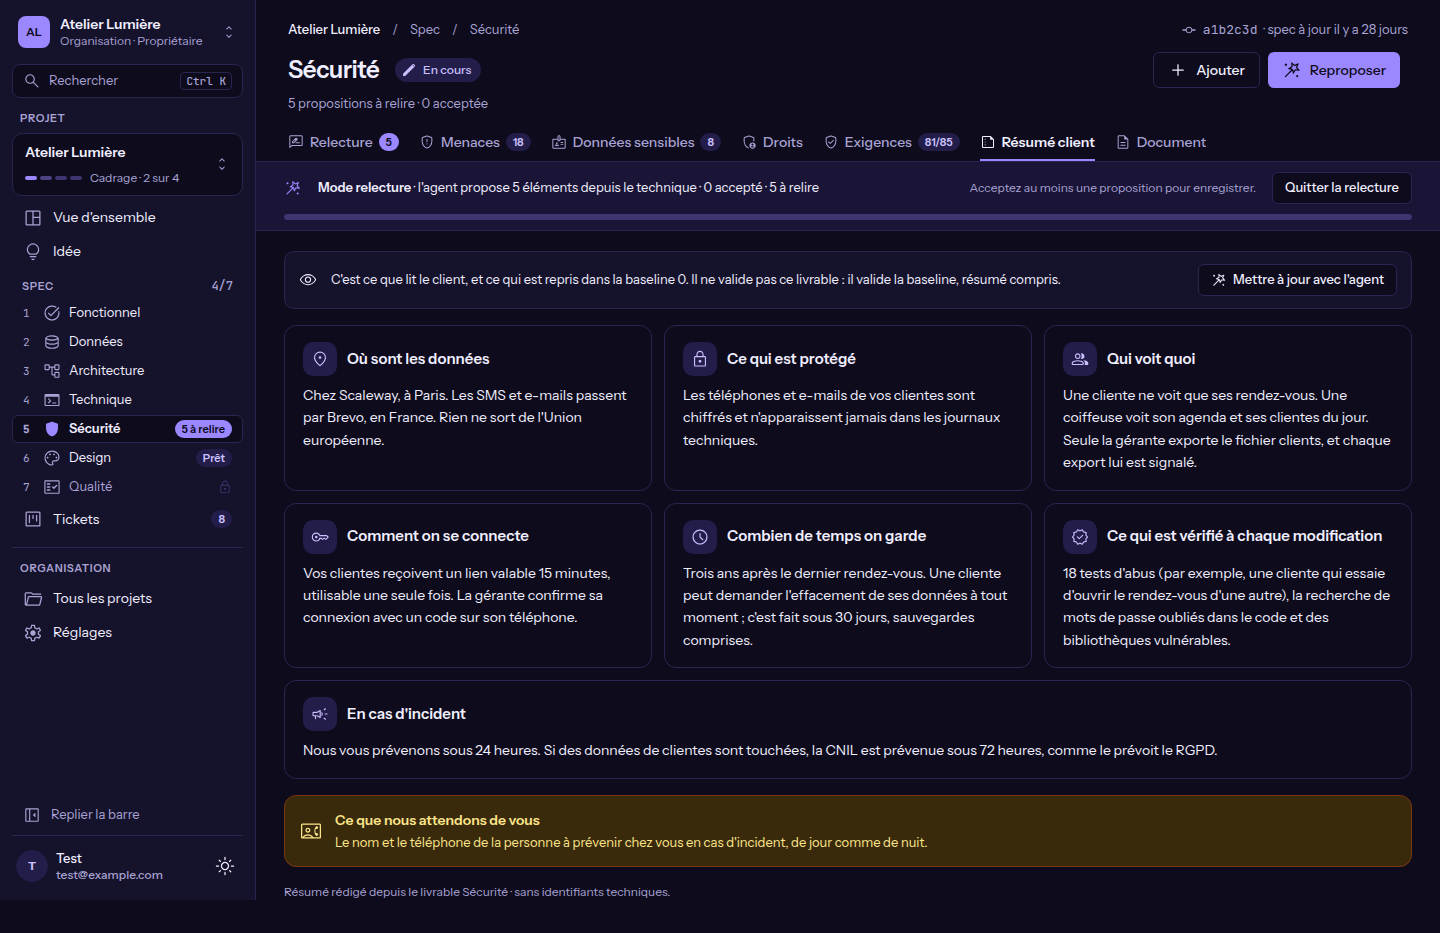 AL
Atelier Lumière
Organisation · Propriétaire
Rechercher
Ctrl K
PROJET
Atelier Lumière
Cadrage · 2 sur 4
Vue d'ensemble
Idée
SPEC 4/7
1 Fonctionnel
2 Données
3 Architecture
4 Technique
5 Sécurité 5 à relire
6 Design Prêt
7 Qualité
Tickets 8
ORGANISATION
Tous les projets
Réglages
Replier la barre
T
Test
test@example.com
Atelier Lumière / Spec / Sécurité
a1b2c3d · spec à jour il y a 28 jours
Sécurité
En cours
Ajouter
Reproposer
5 propositions à relire · 0 acceptée
Relecture 5
Menaces 18
Données sensibles 8
Droits
Exigences 81/85
Résumé client
Document
Mode relecture · l'agent propose 5 éléments depuis le technique · 0 accepté · 5 à relire
Acceptez au moins une proposition pour enregistrer.
Quitter la relecture
C'est ce que lit le client, et ce qui est repris dans la baseline 0. Il ne valide pas ce livrable : il valide la baseline, résumé compris.
Mettre à jour avec l'agent
Où sont les données
Chez Scaleway, à Paris. Les SMS et e-mails passent
par Brevo, en France. Rien ne sort de l'Union
européenne.
Ce qui est protégé
Les téléphones et e-mails de vos clientes sont
chiffrés et n'apparaissent jamais dans les journaux
techniques.
Qui voit quoi
Une cliente ne voit que ses rendez-vous. Une
coiffeuse voit son agenda et ses clientes du jour.
Seule la gérante exporte le fichier clients, et chaque
export lui est signalé.
Comment on se connecte
Vos clientes reçoivent un lien valable 15 minutes,
utilisable une seule fois. La gérante confirme sa
connexion avec un code sur son téléphone.
Combien de temps on garde
Trois ans après le dernier rendez-vous. Une cliente
peut demander l'effacement de ses données à tout
moment ; c'est fait sous 30 jours, sauvegardes
comprises.
Ce qui est vérifié à chaque modification
18 tests d'abus (par exemple, une cliente qui essaie
d'ouvrir le rendez-vous d'une autre), la recherche de
mots de passe oubliés dans le code et des
bibliothèques vulnérables.
En cas d'incident
Nous vous prévenons sous 24 heures. Si des données de clientes sont touchées, la CNIL est prévenue sous 72 heures, comme le prévoit le RGPD.
Ce que nous attendons de vous
Le nom et le téléphone de la personne à prévenir chez vous en cas d'incident, de jour comme de nuit.
Résumé rédigé depuis le livrable Sécurité · sans identifiants techniques.